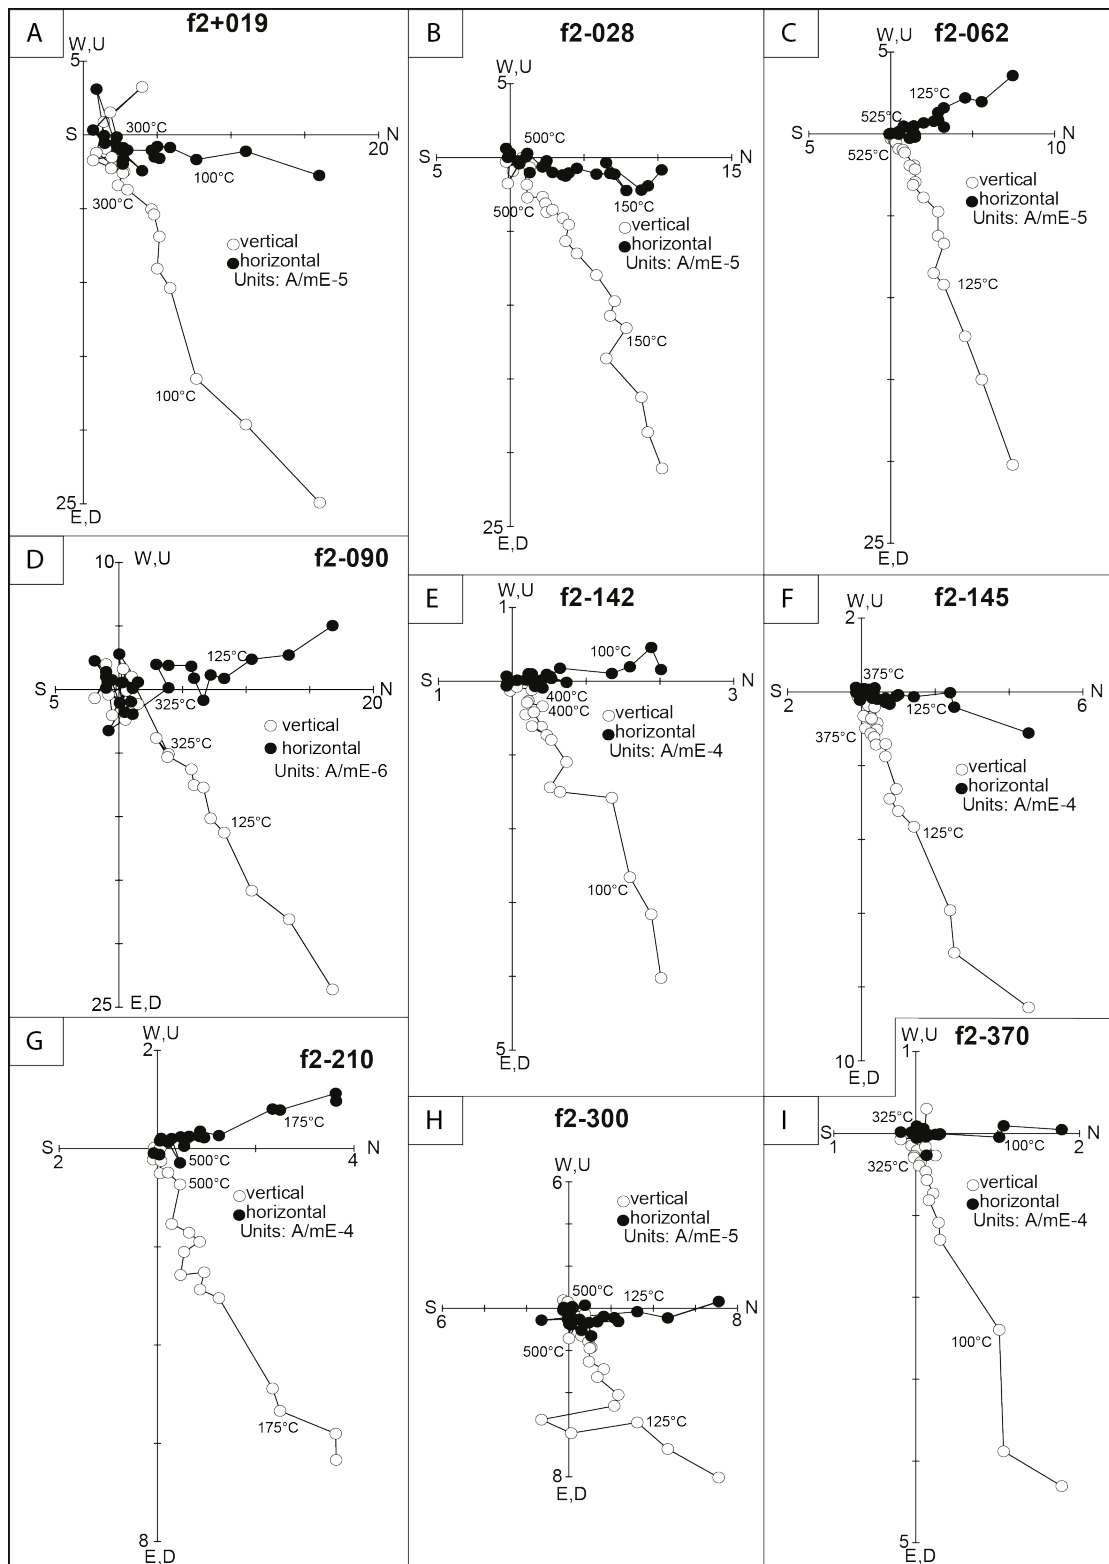 A
f2+019
W,U
5
300°C
S
N
20
100°C
300°C
vertical
horizontal
Units: A/mE-5
100°C
25
E,D
B
f2-028
W,U
5
500°C
S
N
5
15
150°C
500°C
vertical
horizontal
Units: A/mE-5
150°C
25
E,D
C
f2-062
W,U
5
125°C
525°C
S
N
5
10
525°C
vertical
horizontal
Units: A/mE-5
125°C
25
E,D
D
f2-090
10
W,U
125°C
S
N
5
20
325°C
vertical
325°C
horizontal
Units: A/mE-6
125°C
25
E,D
E
f2-142
W,U
1
100°C
S
N
1
3
400°C
400°C
vertical
horizontal
Units: A/mE-4
100°C
5
E,D
F
f2-145
W,U
2
375°C
S
N
2
6
125°C
375°C
vertical
horizontal
Units: A/mE-4
125°C
10
E,D
G
f2-210
W,U
2
175°C
S
N
2
4
500°C
500°C
vertical
horizontal
Units: A/mE-4
175°C
8
E,D
H
f2-300
W,U
6
vertical
horizontal
Units: A/mE-5
500°C
125°C
S
N
6
8
500°C
125°C
8
E,D
I
f2-370
W,U
1
325°C
S
N
1
2
100°C
325°C
vertical
horizontal
Units: A/mE-4
100°C
5
E,D